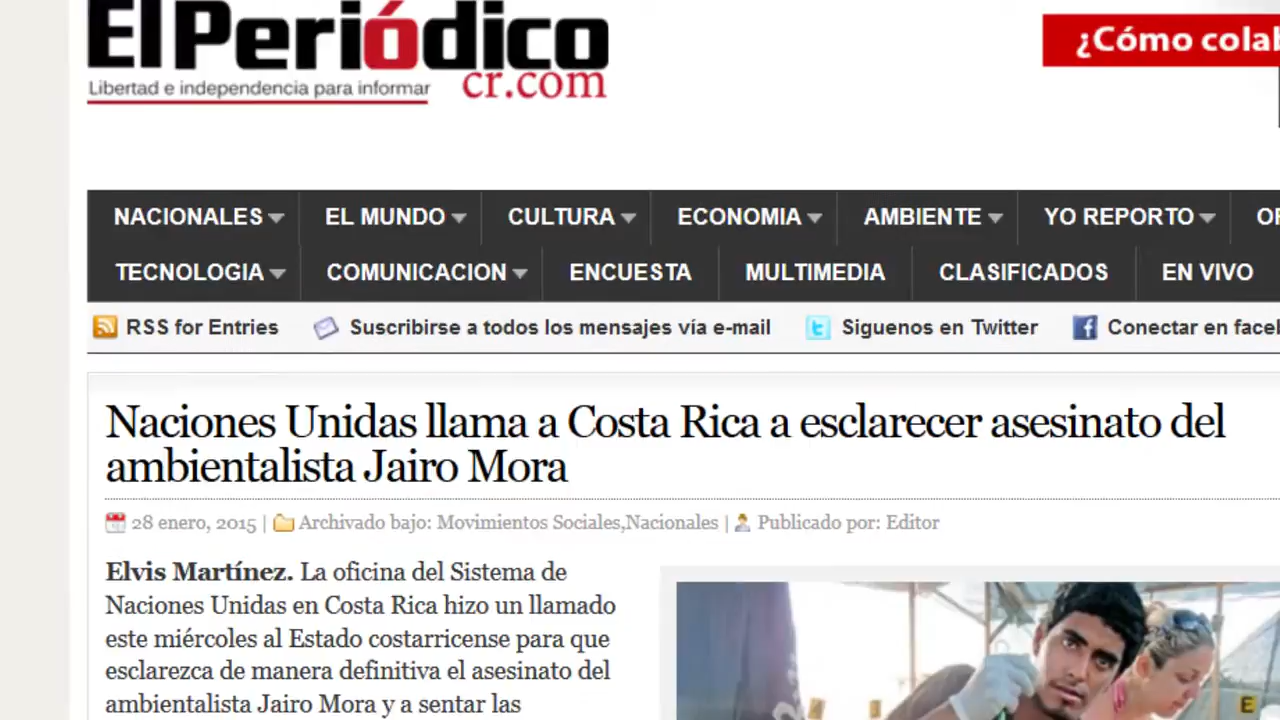 El Periódico
Libertad e independencia para informar
cr.com
¿Cómo
NACIONALES EL MUNDO CULTURA ECONOMIA AMBIENTE YO REPORTO
TECNOLOGIA COMUNICACION ENCUESTA MULTIMEDIA CLASIFICADOS EN VIVO
RSS for Entries Suscribirse a todos los mensajes vía e-mail Siguenos en Twitter Conectar en
Naciones Unidas llama a Costa Rica a esclarecer asesinato del
ambientalista Jairo Mora
28 enero, 2015 | Archivado bajo: Movimientos Sociales,Nacionales | Publicado por: Editor
Elvis Martínez. La oficina del Sistema de
Naciones Unidas en Costa Rica hizo un llamado
este miércoles al Estado costarricense para que
esclarezca de manera definitiva el asesinato del
ambientalista Jairo Mora y a sentar las
E